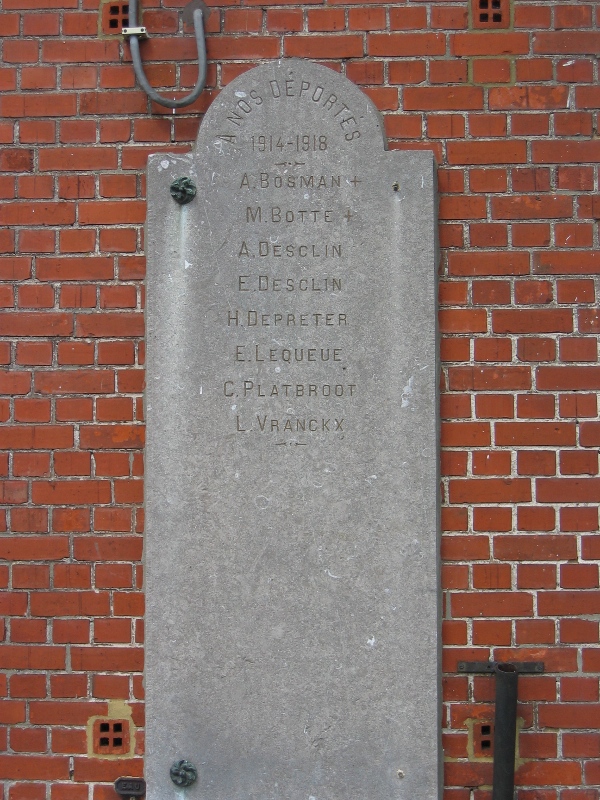 A NOS DÉPORTÉS
1914-1918
A. BOSMAN +
M. BOTTE +
A. DESCLIN
E. DESCLIN
H. DEPRETER
E. LEQUEUE
C. PLATBROOT
L. VRANCKX